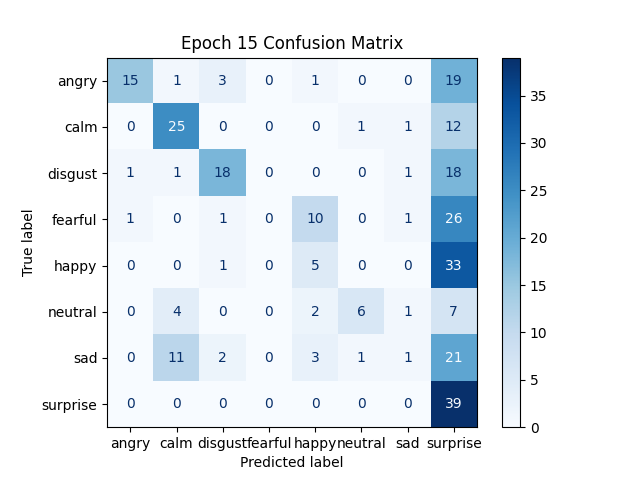 Epoch 15 Confusion Matrix
angry 15 1 3 0 1 0 0 19
calm 0 25 0 0 0 1 1 12
disgust 1 1 18 0 0 0 1 18
fearful 1 0 1 0 10 0 1 26
happy 0 0 1 0 5 0 0 33
neutral 0 4 0 0 2 6 1 7
sad 0 11 2 0 3 1 1 21
surprise 0 0 0 0 0 0 0 39
angry calm disgust fearful happy neutral sad surprise
Predicted label
True label
35
30
25
20
15
10
5
0